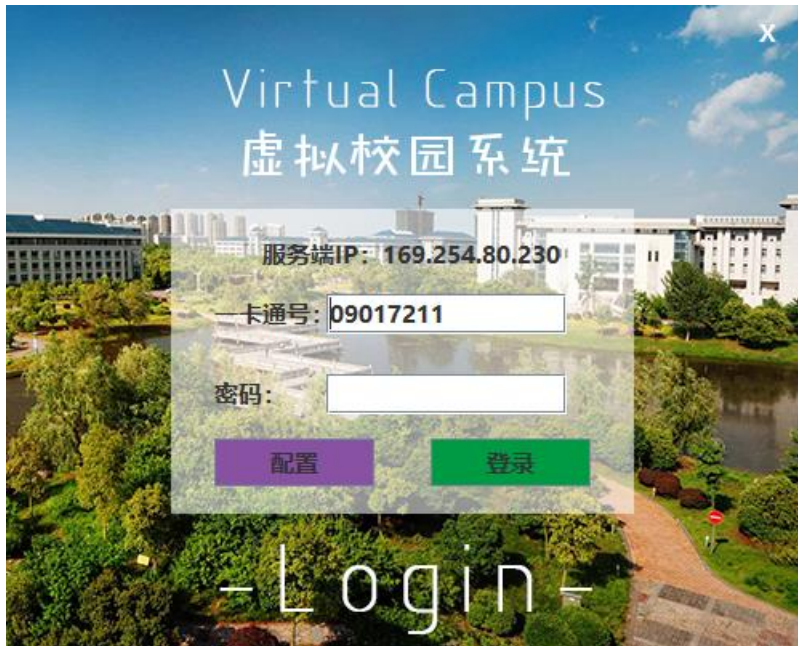 X
Virtual Campus
虚拟校园系统
服务端IP：169.254.80.230
一卡通号：09017211
密码：
配置 登录
-Login-